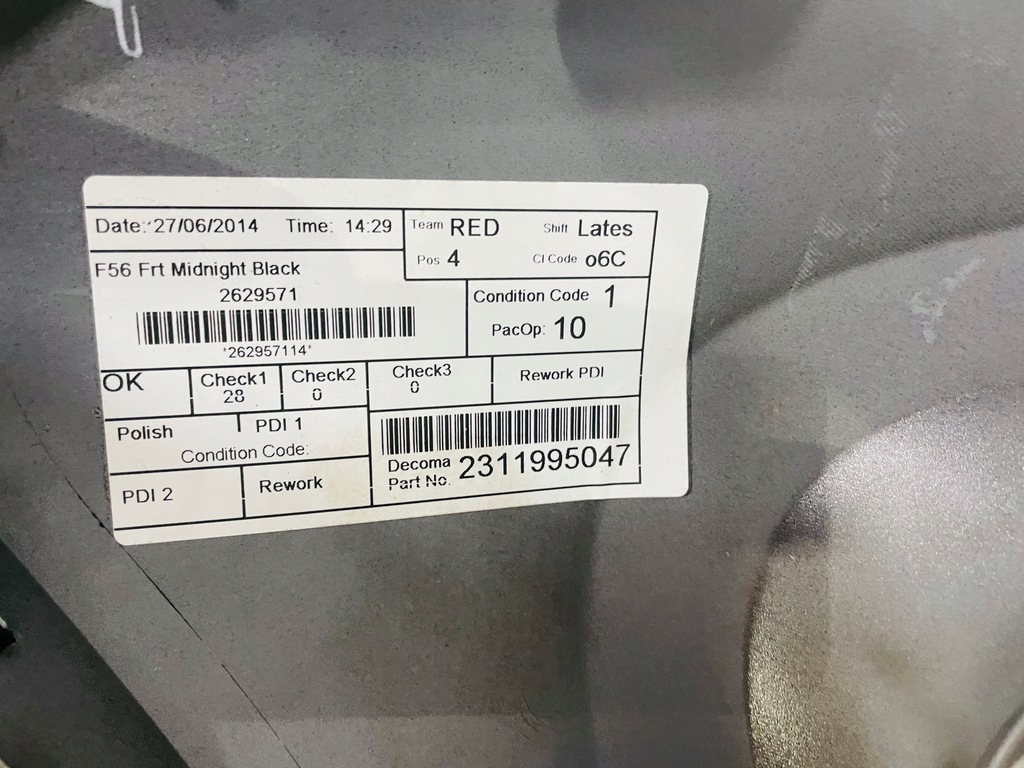 Date: 27/06/2014 Time: 14:29
Team RED Shift Lates
Pos 4 CI Code o6C
F56 Frt Midnight Black
2629571
*262957114*
Condition Code 1
PacOp: 10
OK
Check1
28
Check2
0
Check3
0
Rework PDI
Polish
PDI 1
Condition Code:
PDI 2
Rework
Decoma
Part No. 2311995047